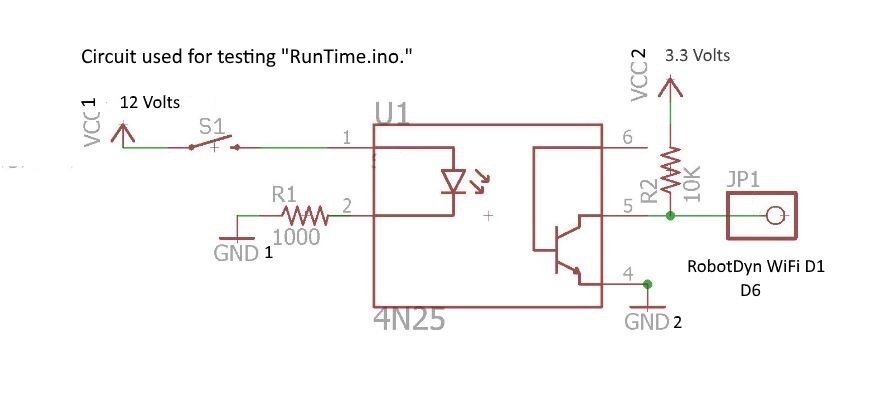 Circuit used for testing "RunTime.ino."
VCC 2
3.3 Volts
VCC 1
12 Volts
S1
U1
1
6
R1
2
R2
10K
JP1
5
1000
GND 1
4
RobotDyn WiFi D1
D6
4N25
GND 2